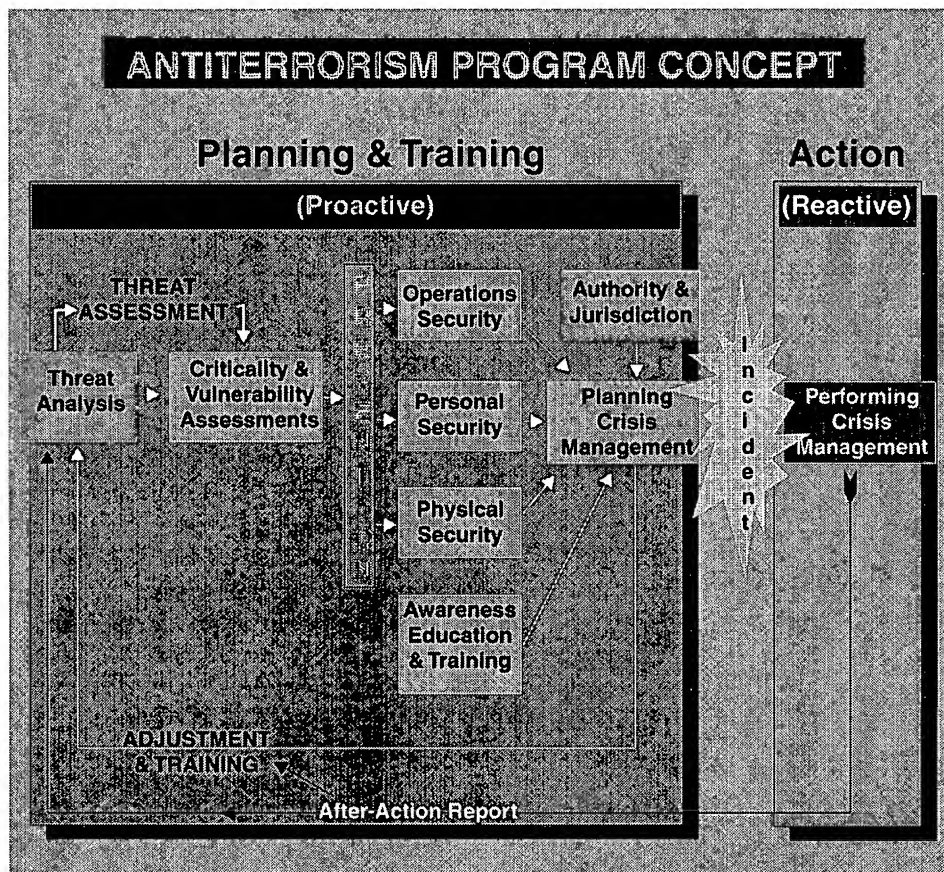 ANTITERRORISM PROGRAM CONCEPT
Planning & Training
Action
(Proactive)
(Reactive)
THREAT
ASSESSMENT
Threat
Analysis
Criticality &
Vulnerability
Assessments
Operations
Security
Personal
Security
Physical
Security
Awareness
Education
& Training
Authority &
Jurisdiction
Planning
Crisis
Management
Incident
Performing
Crisis
Management
ADJUSTMENT
& TRAINING
After-Action Report